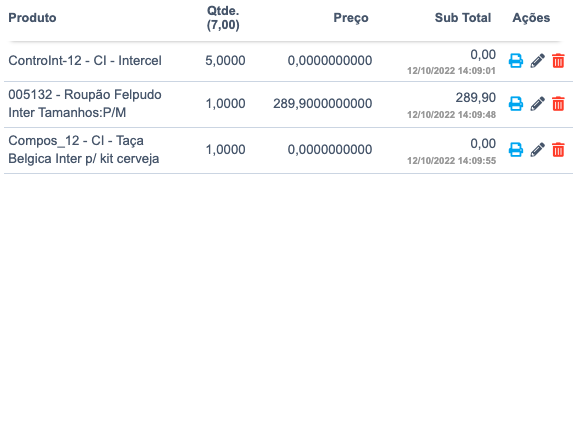 Produto Qtde. (7,00) Preço Sub Total Ações
ControInt-12 - CI - Intercel 5,0000 0,0000000000 0,00
12/10/2022 14:09:01
005132 - Roupão Felpudo
Inter Tamanhos:P/M 1,0000 289,9000000000 289,90
12/10/2022 14:09:48
Compos_12 - CI - Taça
Belgica Inter p/ kit cerveja 1,0000 0,0000000000 0,00
12/10/2022 14:09:55